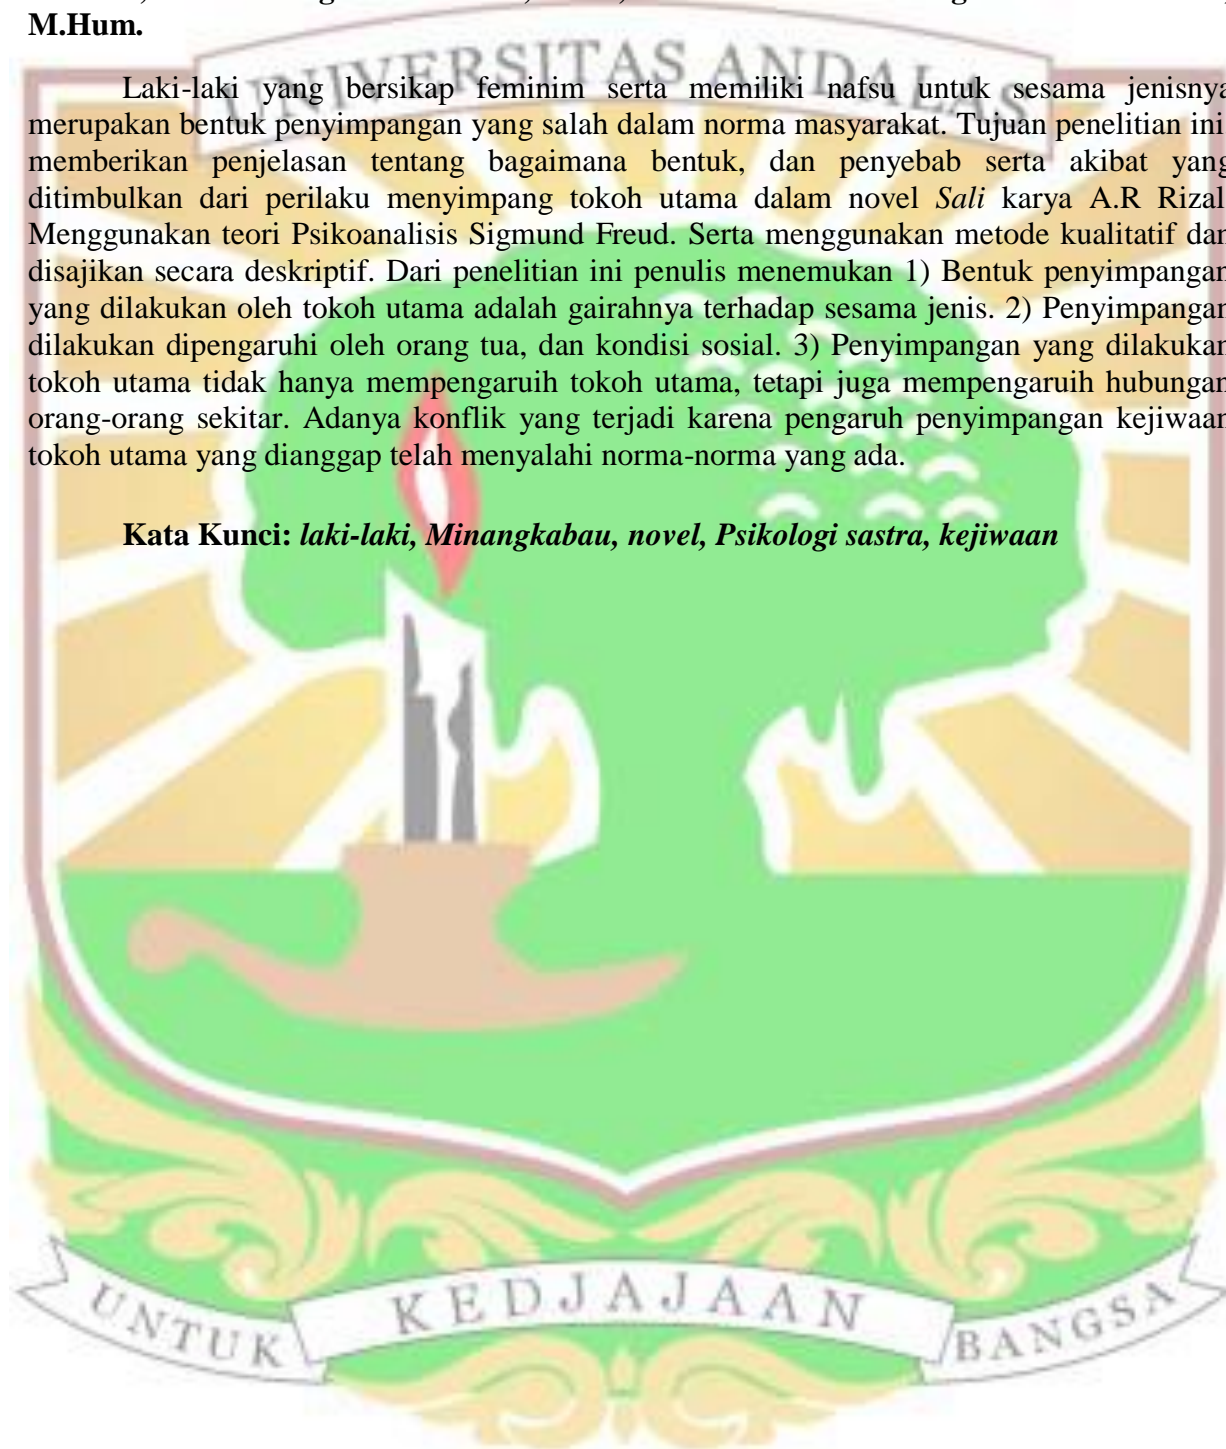 M.Hum.
UNIVERSITAS ANDALAS
Laki-laki yang bersikap feminim serta memiliki nafsu untuk sesama jenisnya
merupakan bentuk penyimpangan yang salah dalam norma masyarakat. Tujuan penelitian ini
memberikan penjelasan tentang bagaimana bentuk, dan penyebab serta akibat yang
ditimbulkan dari perilaku menyimpang tokoh utama dalam novel Sali karya A.R Rizal.
Menggunakan teori Psikoanalisis Sigmund Freud. Serta menggunakan metode kualitatif dan
disajikan secara deskriptif. Dari penelitian ini penulis menemukan 1) Bentuk penyimpangan
yang dilakukan oleh tokoh utama adalah gairahnya terhadap sesama jenis. 2) Penyimpangan
dilakukan dipengaruhi oleh orang tua, dan kondisi sosial. 3) Penyimpangan yang dilakukan
tokoh utama tidak hanya mempengaruih tokoh utama, tetapi juga mempengaruih hubungan
orang-orang sekitar. Adanya konflik yang terjadi karena pengaruh penyimpangan kejiwaan
tokoh utama yang dianggap telah menyalahi norma-norma yang ada.
Kata Kunci: laki-laki, Minangkabau, novel, Psikologi sastra, kejiwaan
UNTUK KEDJAJAAN BANGSA